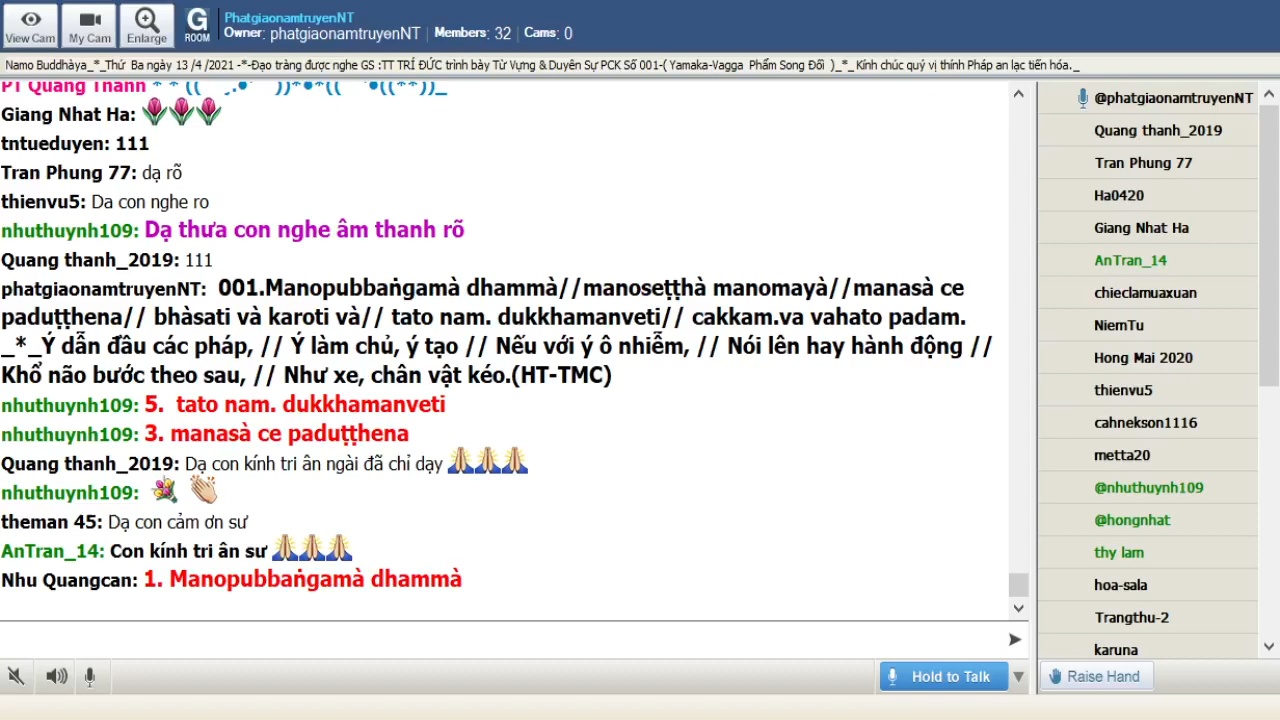 View Cam
My Cam
Enlarge
G
ROOM
PhatgiaonamtruyenNT
Owner: phatgiaonamtruyenNT | Members: 32 | Cams: 0
Namo Buddhàya_*_Thứ Ba ngày 13 /4 /2021 -*-Đạo tràng được nghe GS :TT TRÍ ĐỨC trình bày Từ Vựng & Duyên Sự PCK Số 001-( Yamaka-Vagga Phẩm Song Đối )_*_ Kính chúc quý vị thính Pháp an lạc tiến hóa._
PT Quang Thanh
Giang Nhat Ha:
tntueduyen: 111
Tran Phung 77: dạ rõ
thienvu5: Da con nghe ro
nhuthuynh109: Dạ thưa con nghe âm thanh rõ
Quang thanh_2019: 111
phatgiaonamtruyenNT: 001.Manopubbaṅgamà dhammà//manoseṭṭhà manomayà//manasà ce
paduṭṭhena// bhàsati và karoti và// tato nam. dukkhamanveti// cakkam.va vahato padam.
_*_Ý dẫn đầu các pháp, // Ý làm chủ, ý tạo // Nếu với ý ô nhiễm, // Nói lên hay hành động //
Khổ não bước theo sau, // Như xe, chân vật kéo.(HT-TMC)
nhuthuynh109: 5. tato nam. dukkhamanveti
nhuthuynh109: 3. manasà ce paduṭṭhena
Quang thanh_2019: Dạ con kính tri ân ngài đã chỉ dạy
nhuthuynh109:
theman 45: Dạ con cảm ơn sư
AnTran_14: Con kính tri ân sư
Nhu Quangcan: 1. Manopubbaṅgamà dhammà
Hold to Talk
@phatgiaonamtruyenNT
Quang thanh_2019
Tran Phung 77
Ha0420
Giang Nhat Ha
AnTran_14
chieclamuaxuan
NiemTu
Hong Mai 2020
thienvu5
cahnekson1116
metta20
@nhuthuynh109
@hongnhat
thy lam
hoa-sala
Trangthu-2
karuna
Raise Hand